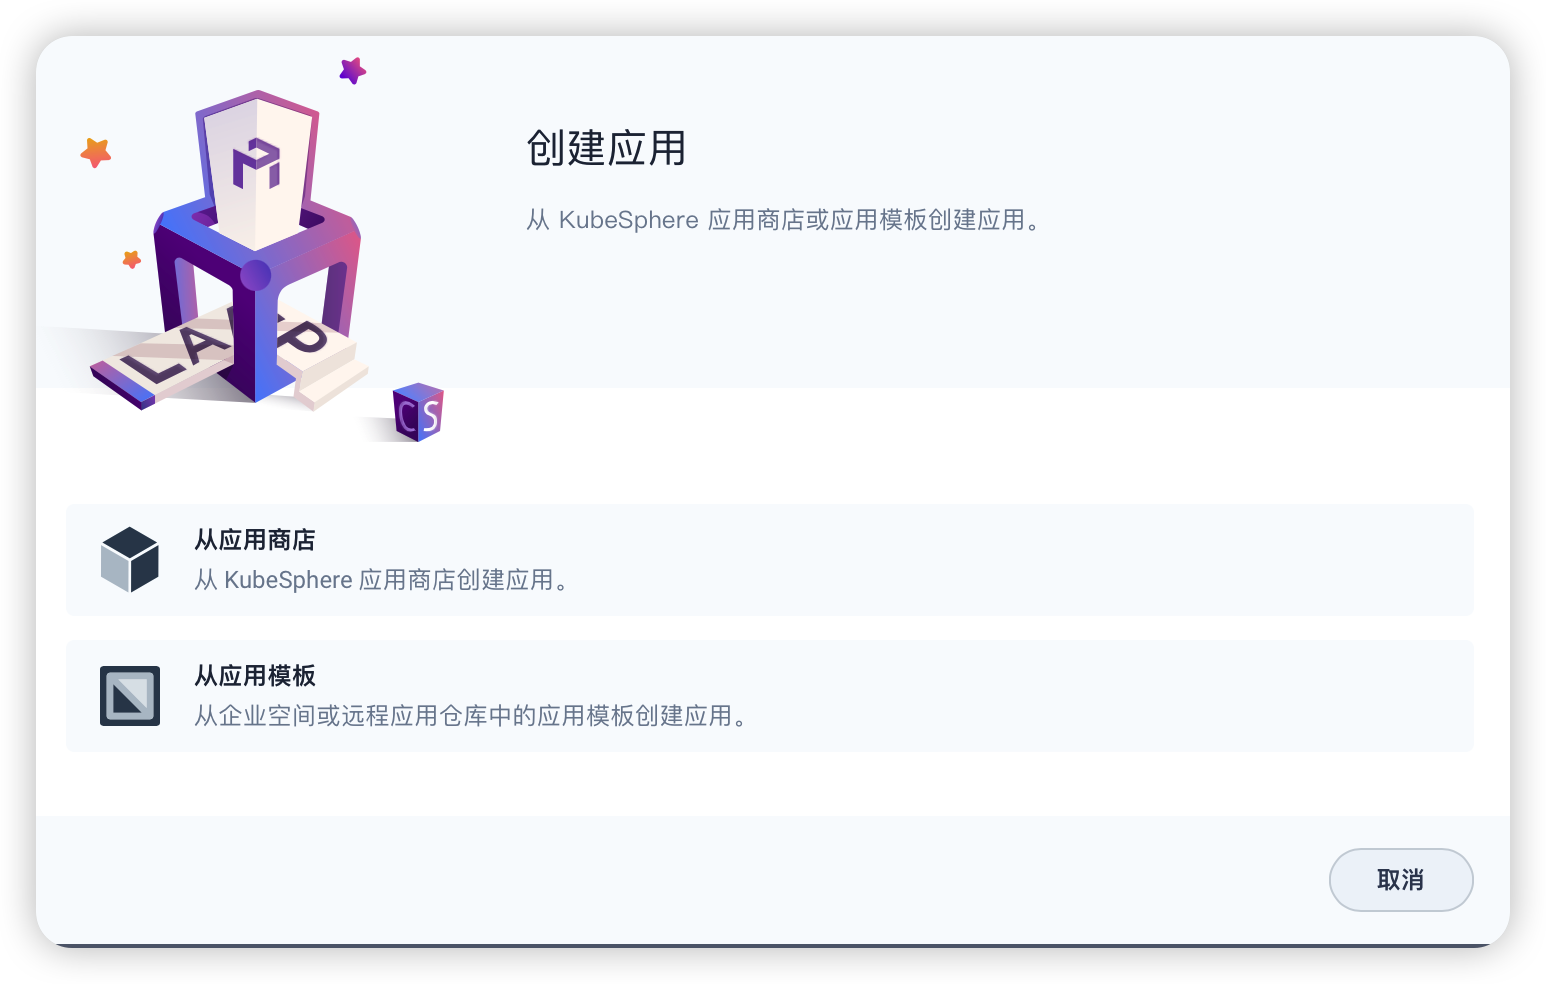 创建应用
从 KubeSphere 应用商店或应用模板创建应用。
LA P
CS
从应用商店
从 KubeSphere 应用商店创建应用。
从应用模板
从企业空间或远程应用仓库中的应用模板创建应用。
取消